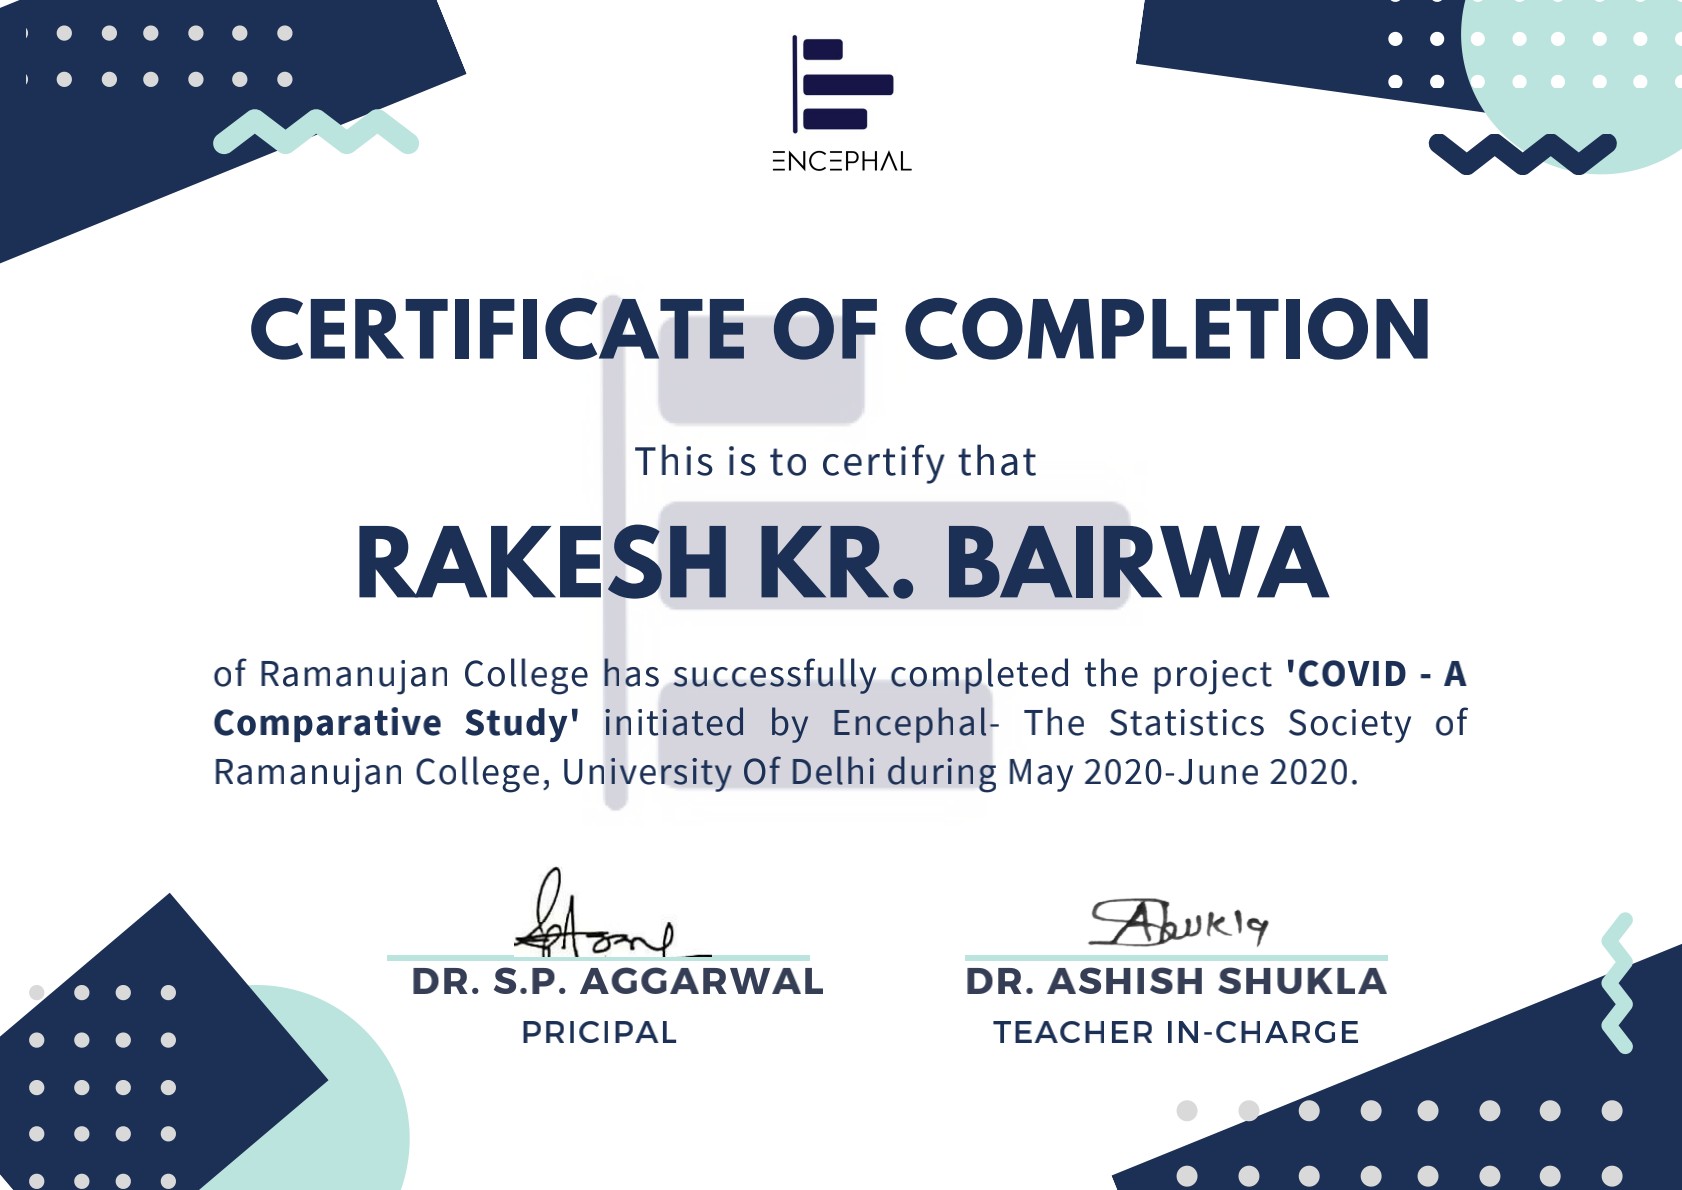 ENCEPHAL
CERTIFICATE OF COMPLETION
This is to certify that
RAKESH KR. BAIRWA
of Ramanujan College has successfully completed the project 'COVID - A
Comparative Study' initiated by Encephal- The Statistics Society of
Ramanujan College, University Of Delhi during May 2020-June 2020.
DR. S.P. AGGARWAL
PRICIPAL
DR. ASHISH SHUKLA
TEACHER IN-CHARGE